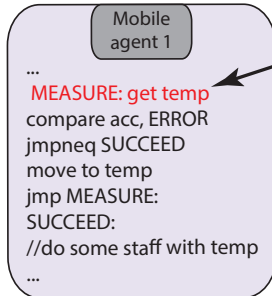 Mobile
agent 1
...
MEASURE: get temp
compare acc, ERROR
jmpneq SUCCEED
move to temp
jmp MEASURE:
SUCCEED:
//do some staff with temp
...